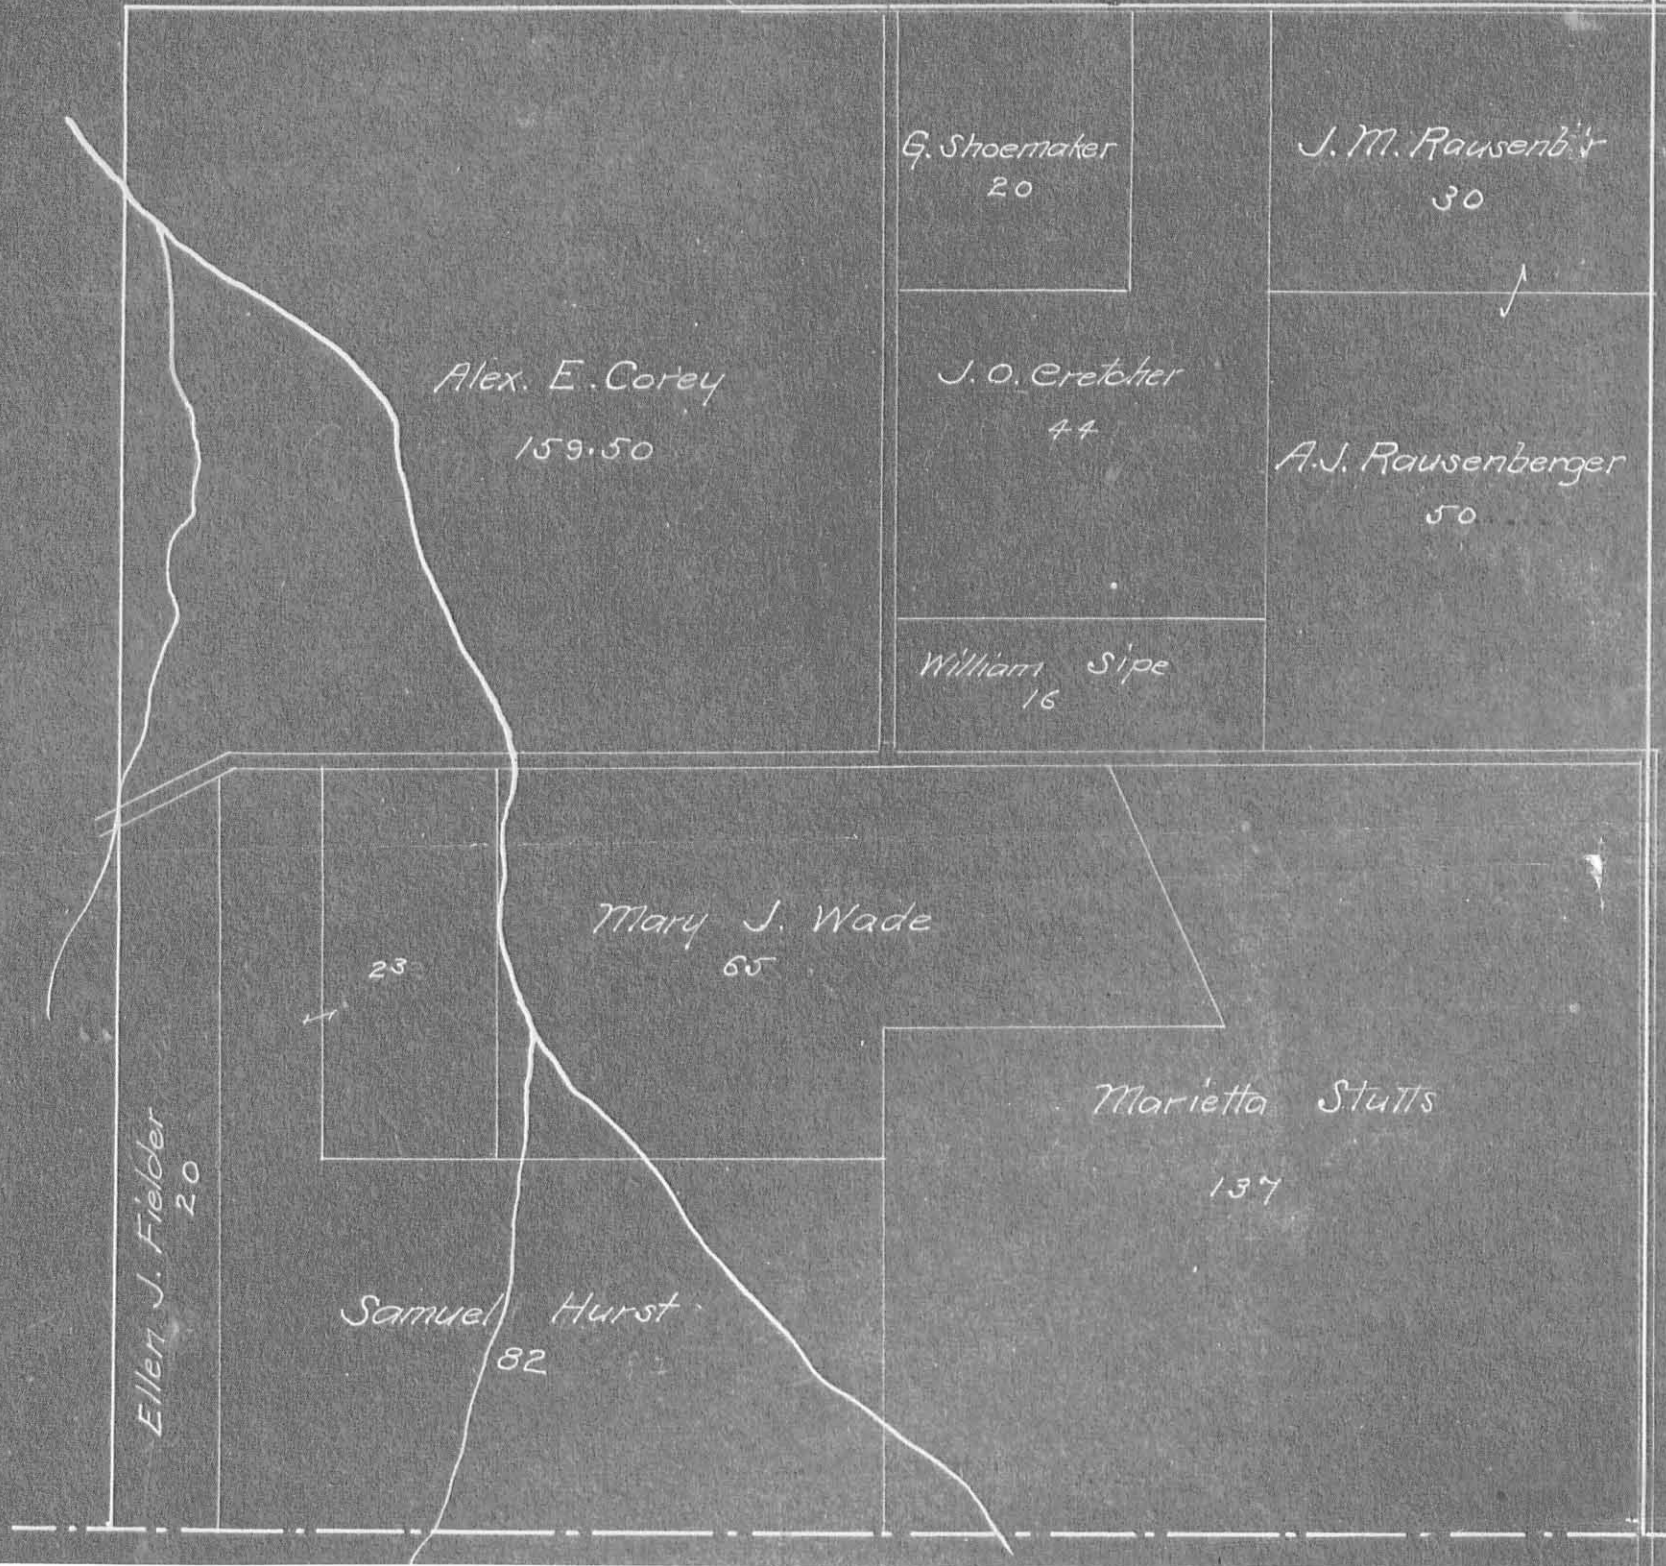 G. Shoemaker
20
J. M. Rausenb'r
30
Alex. E. Corey
159.50
J. O. Cretcher
44
A. J. Rausenberger
50
William Sipe
16
Mary J. Wade
65
23
Marietta Stutts
137
Ellen J. Fielder
20
Samuel Hurst
82